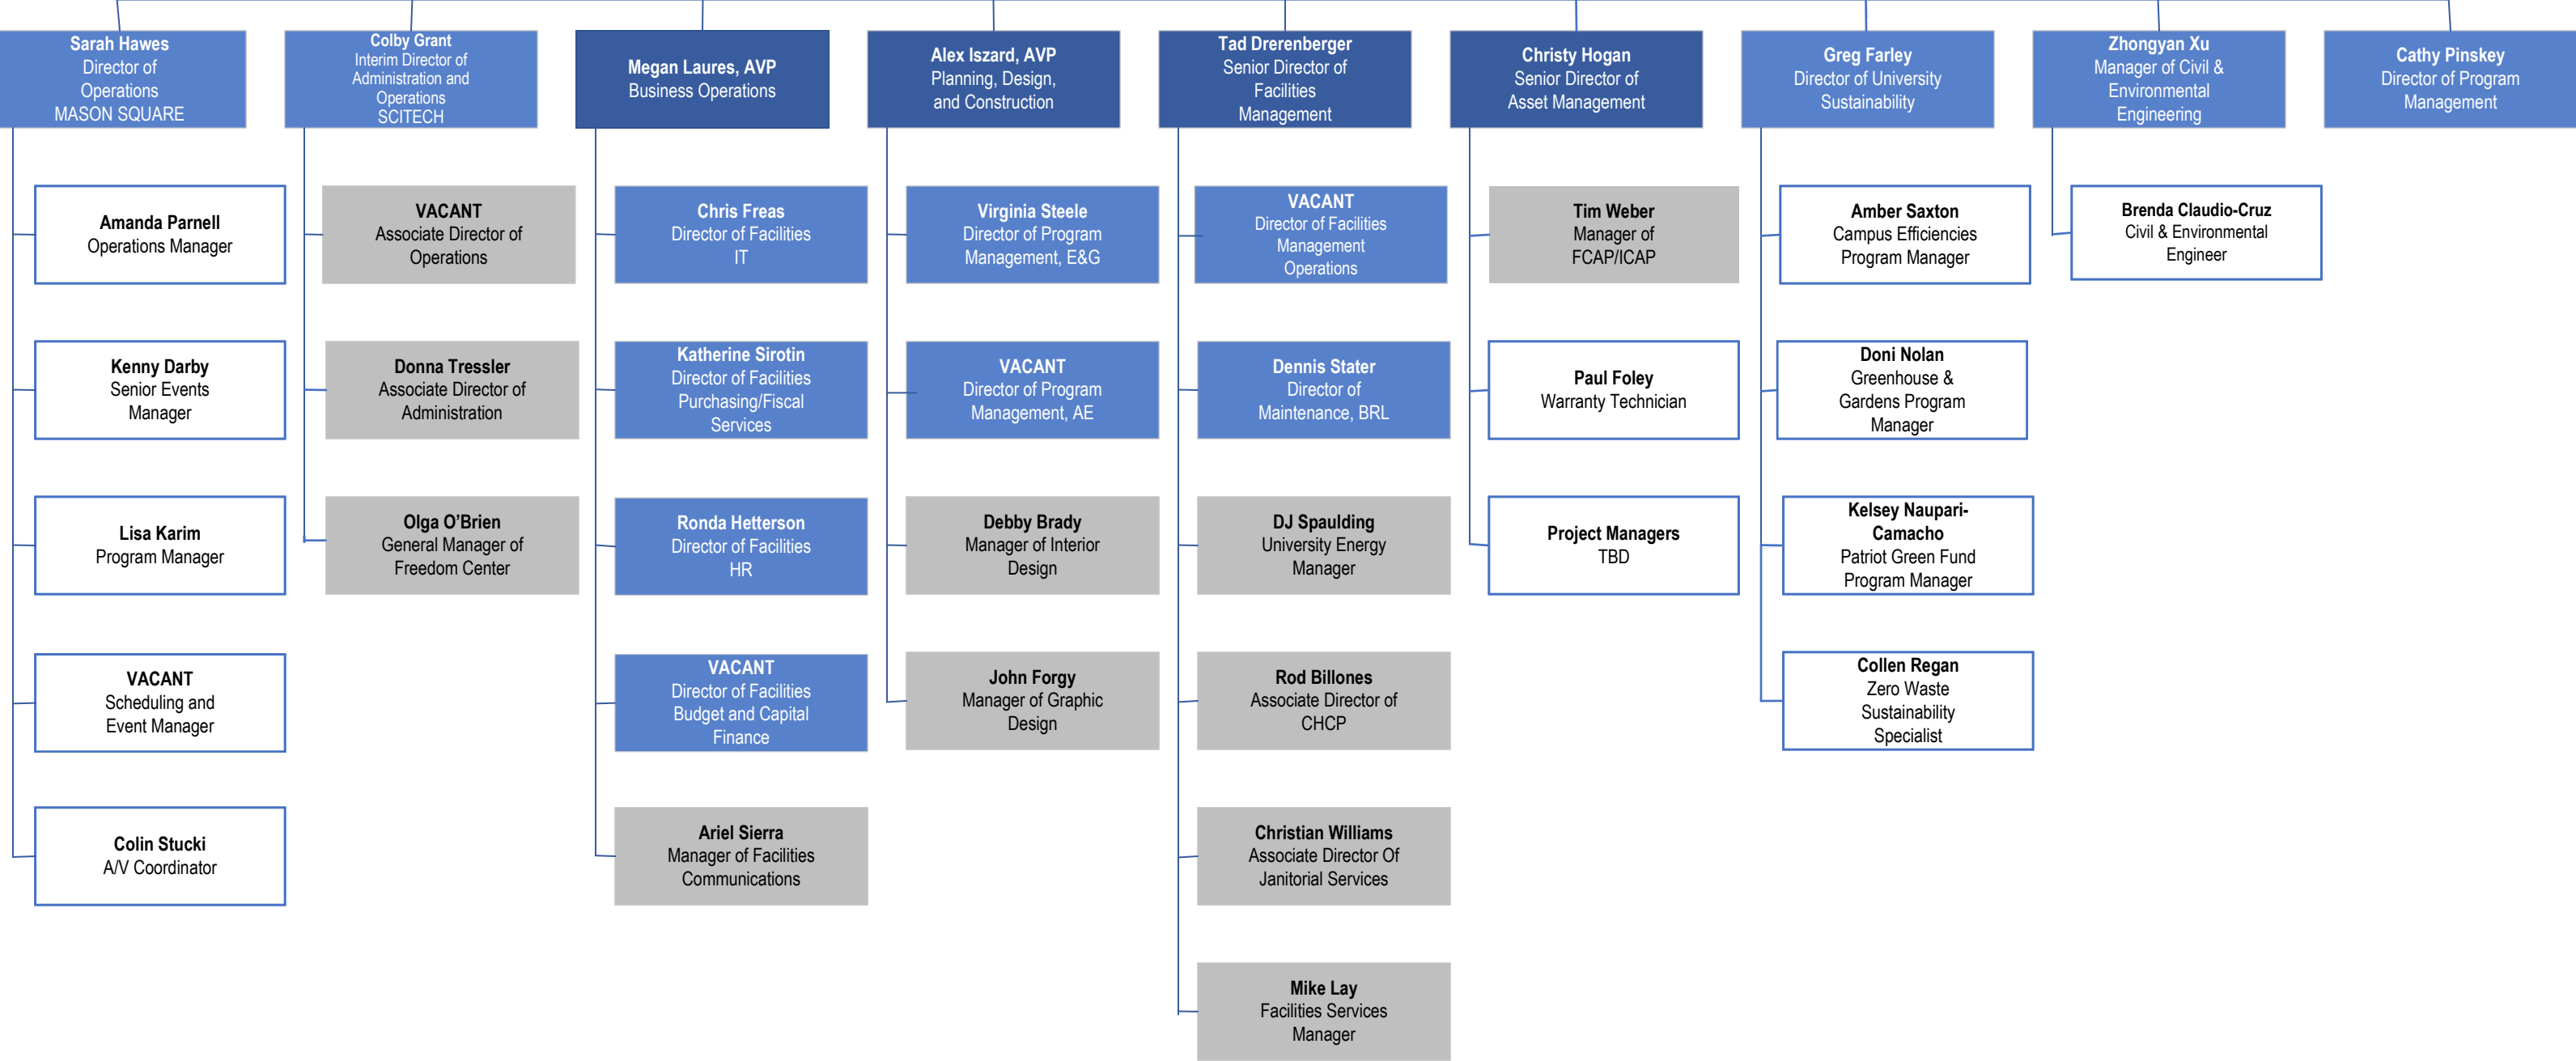 Sarah Hawes
Director of
Operations
MASON SQUARE
Colby Grant
Interim Director of
Administration and
Operations
SCITECH
Megan Laures, AVP
Business Operations
Alex Iszard, AVP
Planning, Design,
and Construction
Tad Drerenberger
Senior Director of
Facilities
Management
Christy Hogan
Senior Director of
Asset Management
Greg Farley
Director of University
Sustainability
Zhongyan Xu
Manager of Civil &
Environmental
Engineering
Cathy Pinskey
Director of Program
Management
Amanda Parnell
Operations Manager
VACANT
Associate Director of
Operations
Chris Freas
Director of Facilities
IT
Virginia Steele
Director of Program
Management, E&G
VACANT
Director of Facilities
Management
Operations
Tim Weber
Manager of
FCAP/ICAP
Amber Saxton
Campus Efficiencies
Program Manager
Brenda Claudio-Cruz
Civil & Environmental
Engineer
Kenny Darby
Senior Events
Manager
Donna Tressler
Associate Director of
Administration
Katherine Sirotin
Director of Facilities
Purchasing/Fiscal
Services
VACANT
Director of Program
Management, AE
Dennis Stater
Director of
Maintenance, BRL
Paul Foley
Warranty Technician
Doni Nolan
Greenhouse &
Gardens Program
Manager
Lisa Karim
Program Manager
Olga O’Brien
General Manager of
Freedom Center
Ronda Hetterson
Director of Facilities
HR
Debby Brady
Manager of Interior
Design
DJ Spaulding
University Energy
Manager
Project Managers
TBD
Kelsey Naupari-
Camacho
Patriot Green Fund
Program Manager
VACANT
Scheduling and
Event Manager
VACANT
Director of Facilities
Budget and Capital
Finance
John Forgy
Manager of Graphic
Design
Rod Billones
Associate Director of
CHCP
Collen Regan
Zero Waste
Sustainability
Specialist
Colin Stucki
A/V Coordinator
Ariel Sierra
Manager of Facilities
Communications
Christian Williams
Associate Director Of
Janitorial Services
Mike Lay
Facilities Services
Manager